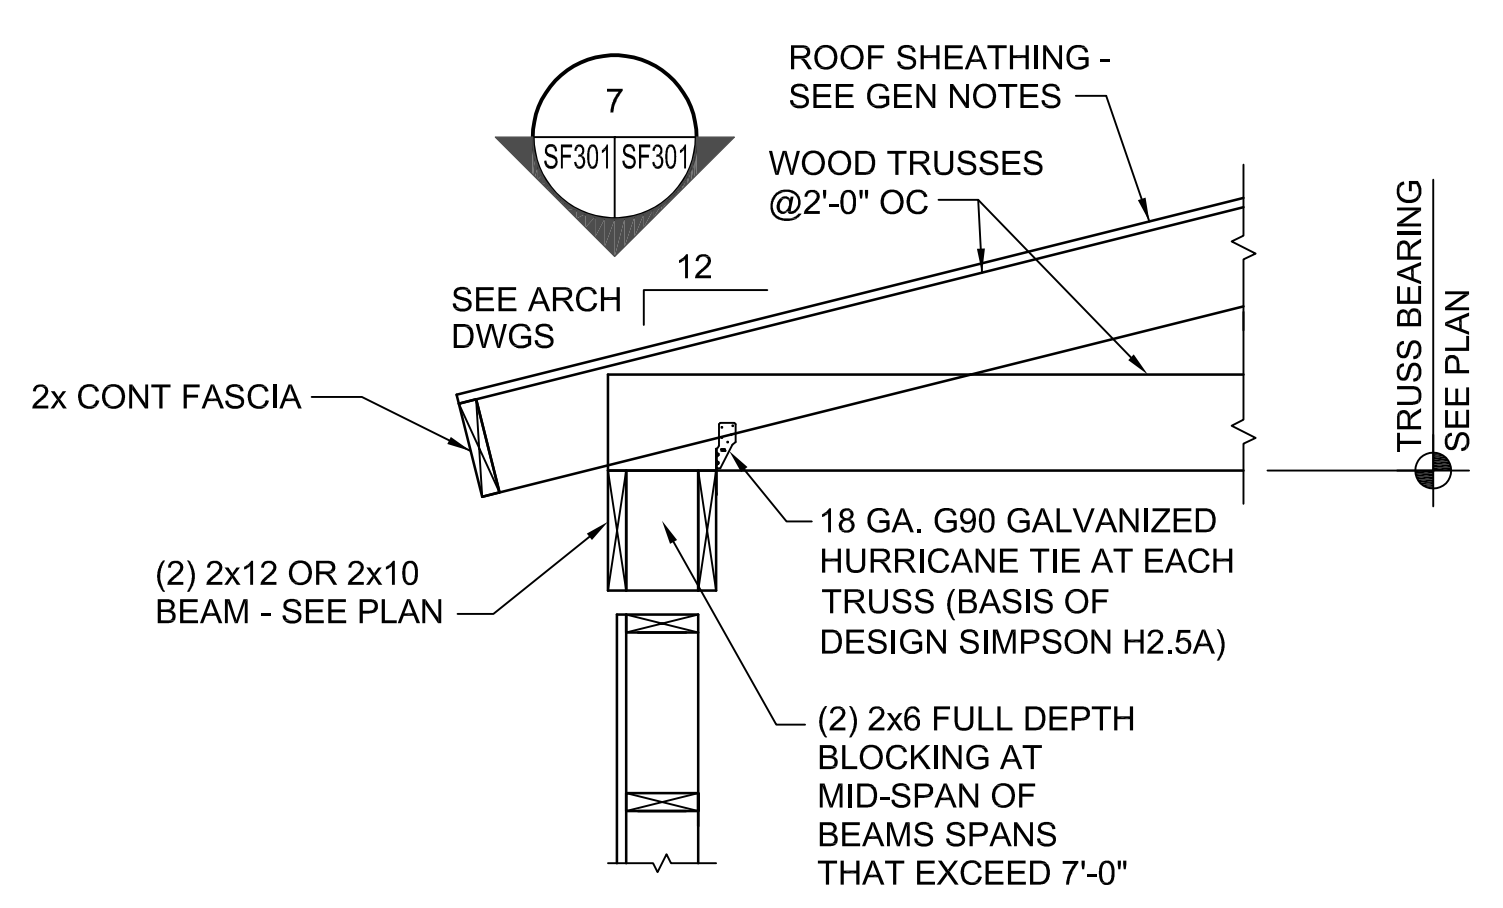 7
SF301 SF301
ROOF SHEATHING -
SEE GEN NOTES
WOOD TRUSSES
@2'-0" OC
12
SEE ARCH
DWGS
2x CONT FASCIA
TRUSS BEARING
SEE PLAN
18 GA. G90 GALVANIZED
HURRICANE TIE AT EACH
TRUSS (BASIS OF
DESIGN SIMPSON H2.5A)
(2) 2x12 OR 2x10
BEAM - SEE PLAN
(2) 2x6 FULL DEPTH
BLOCKING AT
MID-SPAN OF
BEAMS SPANS
THAT EXCEED 7'-0"